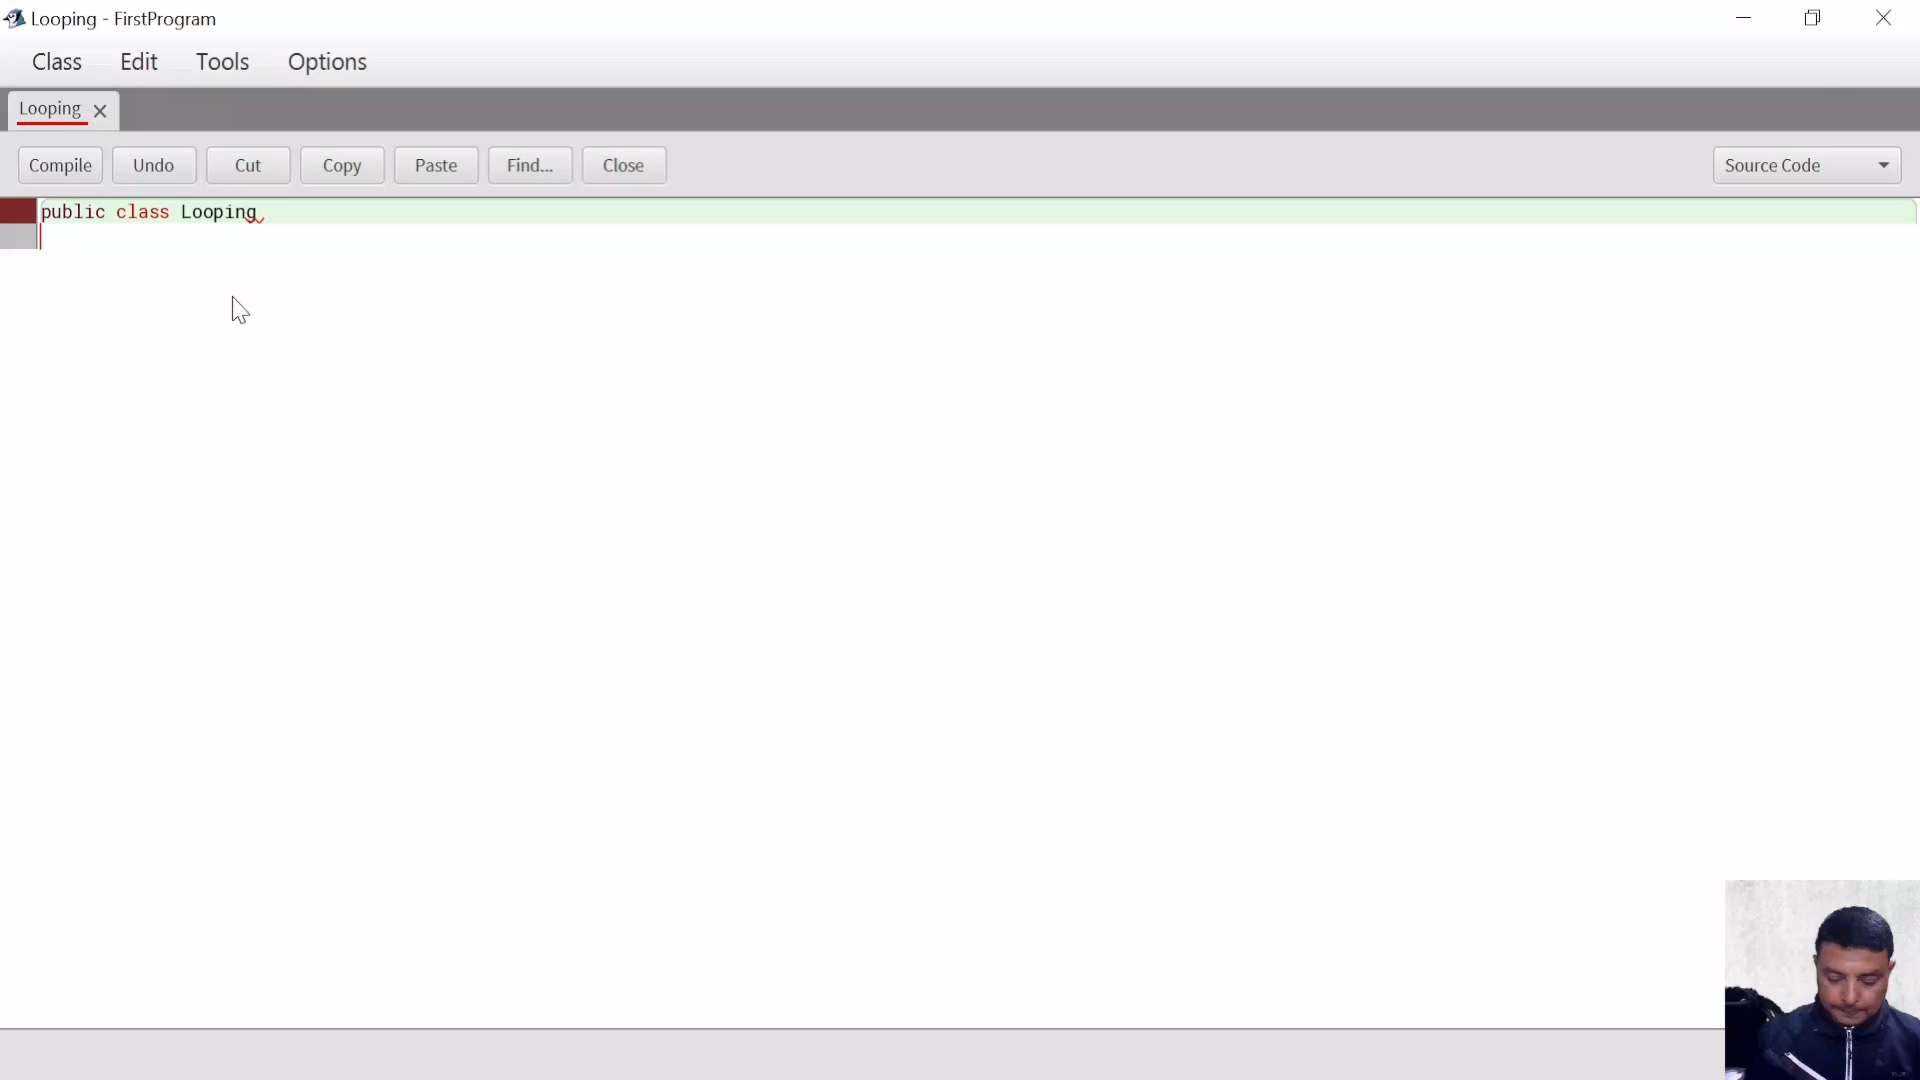 Looping - FirstProgram
Class Edit Tools Options
Looping
Compile Undo Cut Copy Paste Find... Close Source Code
public class Looping